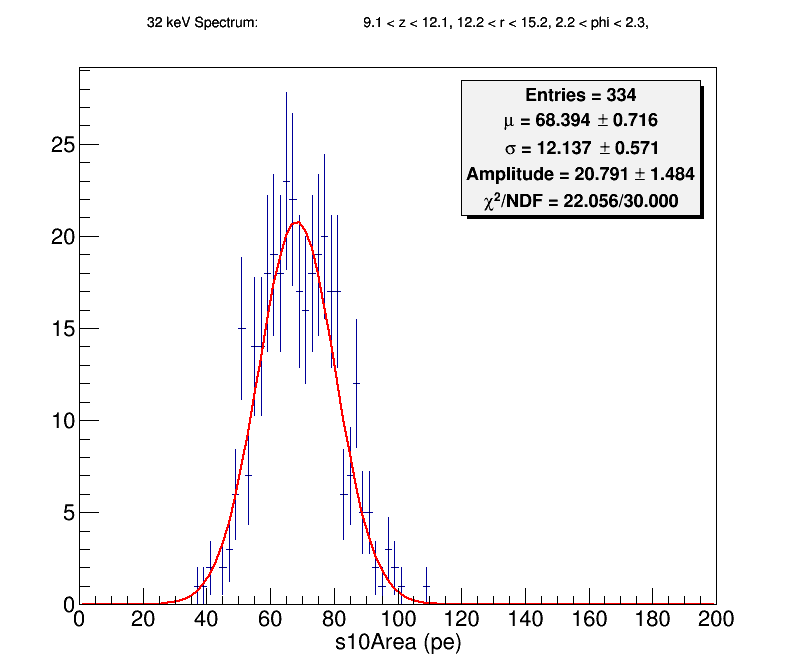 32 keV Spectrum: 9.1 < z < 12.1, 12.2 < r < 15.2, 2.2 < phi < 2.3,
Entries = 334
μ = 68.394 ± 0.716
σ = 12.137 ± 0.571
Amplitude = 20.791 ± 1.484
χ²/NDF = 22.056/30.000
25
20
15
10
5
0
0 20 40 60 80 100 120 140 160 180 200
s10Area (pe)